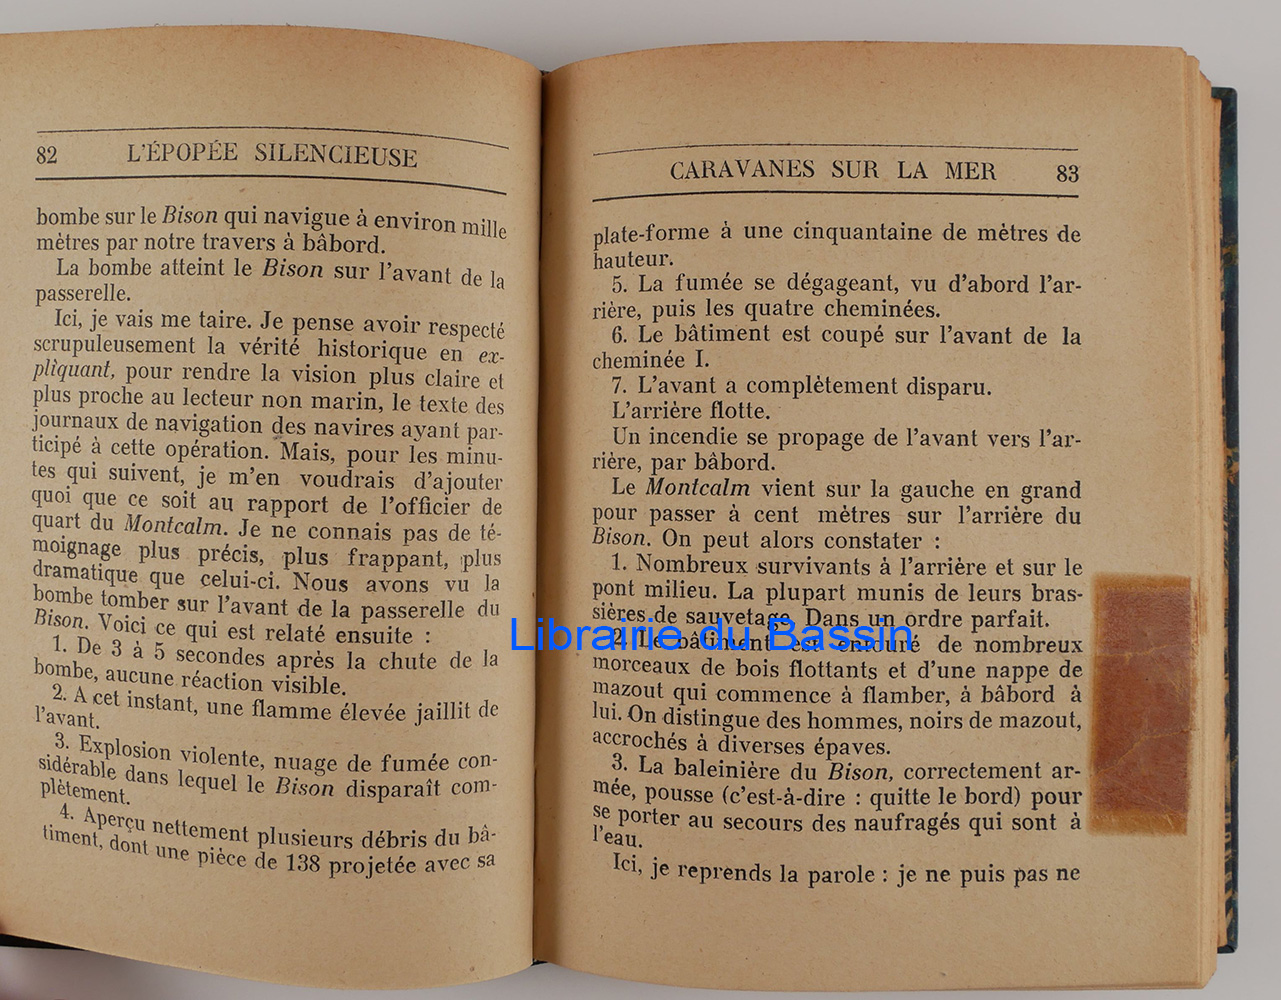 82 L'ÉPOPÉE SILENCIEUSE
bombe sur le Bison qui navigue à environ mille
mètres par notre travers à bâbord.
La bombe atteint le Bison sur l'avant de la
passerelle.
Ici, je vais me taire. Je pense avoir respecté
scrupuleusement la vérité historique en ex-
pliquant, pour rendre la vision plus claire et
plus proche au lecteur non marin, le texte des
journaux de navigation des navires ayant par-
ticipé à cette opération. Mais, pour les minu-
tes qui suivent, je m'en voudrais d'ajouter
quoi que ce soit au rapport de l'officier de
quart du Montcalm. Je ne connais pas de té-
moignage plus précis, plus frappant, plus
dramatique que celui-ci. Nous avons vu la
bombe tomber sur l'avant de la passerelle du
Bison. Voici ce qui est relaté ensuite :
1. De 3 à 5 secondes après la chute de la
bombe, aucune réaction visible.
2. A cet instant, une flamme élevée jaillit de
l'avant.
3. Explosion violente, nuage de fumée con-
sidérable dans lequel le Bison disparaît com-
plètement.
4. Aperçu nettement plusieurs débris du bâ-
timent, dont une pièce de 138 projetée avec sa
CARAVANES SUR LA MER 83
plate-forme à une cinquantaine de mètres de
hauteur.
5. La fumée se dégageant, vu d'abord l'ar-
rière, puis les quatre cheminées.
6. Le bâtiment est coupé sur l'avant de la
cheminée I.
7. L'avant a complètement disparu.
L'arrière flotte.
Un incendie se propage de l'avant vers l'ar-
rière, par bâbord.
Le Montcalm vient sur la gauche en grand
pour passer à cent mètres sur l'arrière du
Bison. On peut alors constater :
1. Nombreux survivants à l'arrière et sur le
pont milieu. La plupart munis de leurs bras-
sières de sauvetage. Dans un ordre parfait.
2. Le bâtiment est entouré de nombreux
morceaux de bois flottants et d'une nappe de
mazout qui commence à flamber, à bâbord à
lui. On distingue des hommes, noirs de mazout,
accrochés à diverses épaves.
3. La baleinière du Bison, correctement ar-
mée, pousse (c'est-à-dire : quitte le bord) pour
se porter au secours des naufragés qui sont à
l'eau.
Ici, je reprends la parole : je ne puis pas ne
Librairie du Bassin